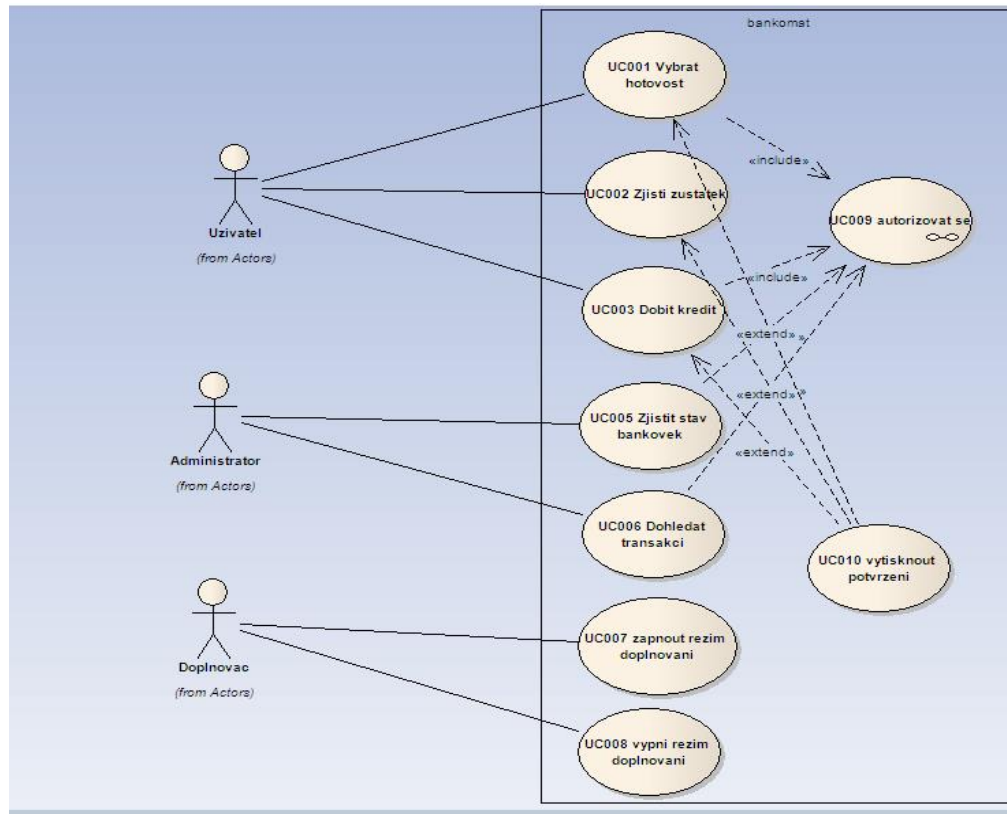 bankomat
UC001 Vybrat
hotovost
«include»
UC002 Zjisti zustatek
UC009 autorizovat se
Uzivatel
(from Actors)
«include»
UC003 Dobit kredit
«extend»
»
«extend»
»
UC005 Zjistit stav
bankovek
«extend»
Administrator
(from Actors)
UC006 Dohledat
transakci
UC010 vytisknout
potvrzeni
UC007 zapnout rezim
doplnovani
Doplnovac
(from Actors)
UC008 vypni rezim
doplnovani